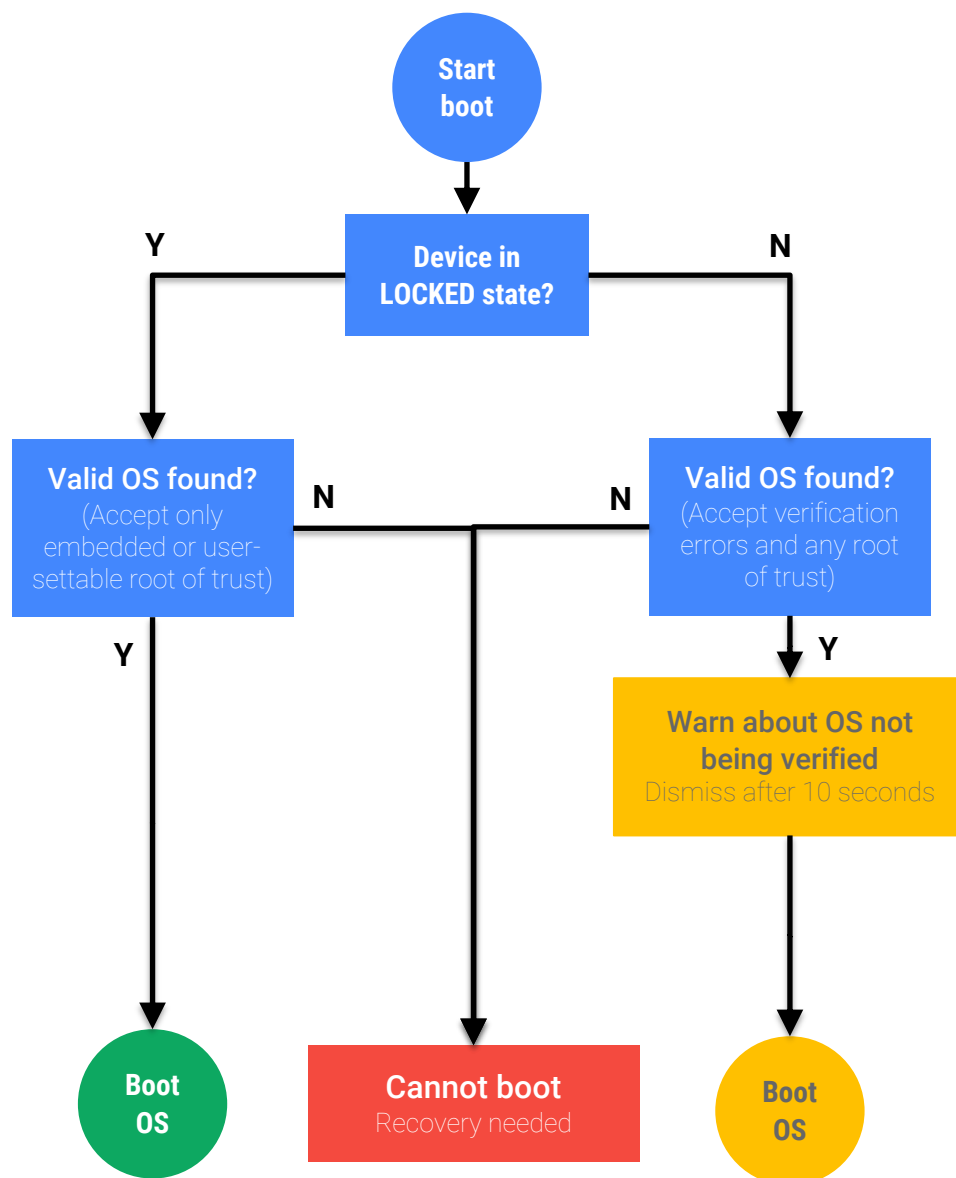 Start
boot
Y
N
Device in
LOCKED state?
Valid OS found?
(Accept only
embedded or user-
settable root of trust)
N
N
Valid OS found?
(Accept verification
errors and any root
of trust)
Y
Y
Warn about OS not
being verified
Dismiss after 10 seconds
Boot
OS
Cannot boot
Recovery needed
Boot
OS